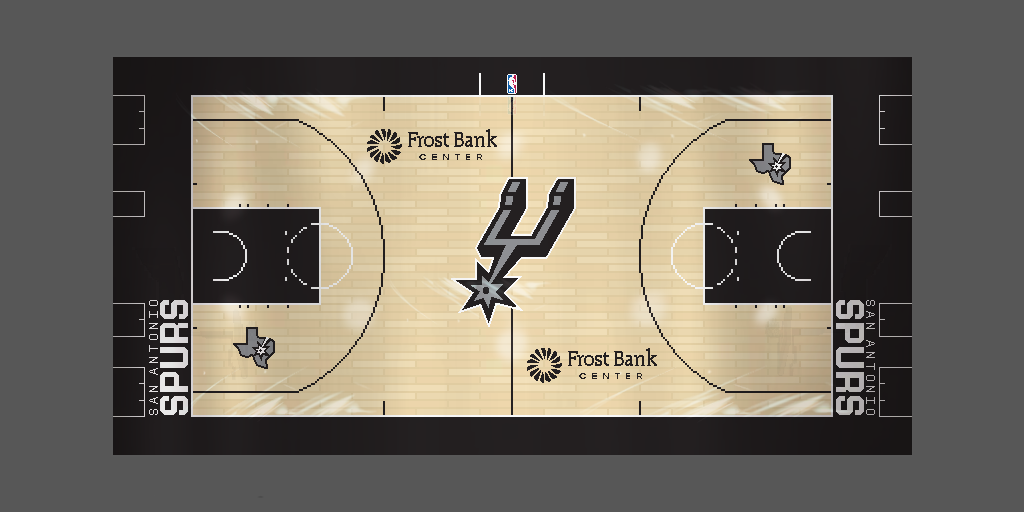 Frost Bank
CENTER
SAN ANTONIO
SPURS
SPURS
SAN ANTONIO
Frost Bank
CENTER